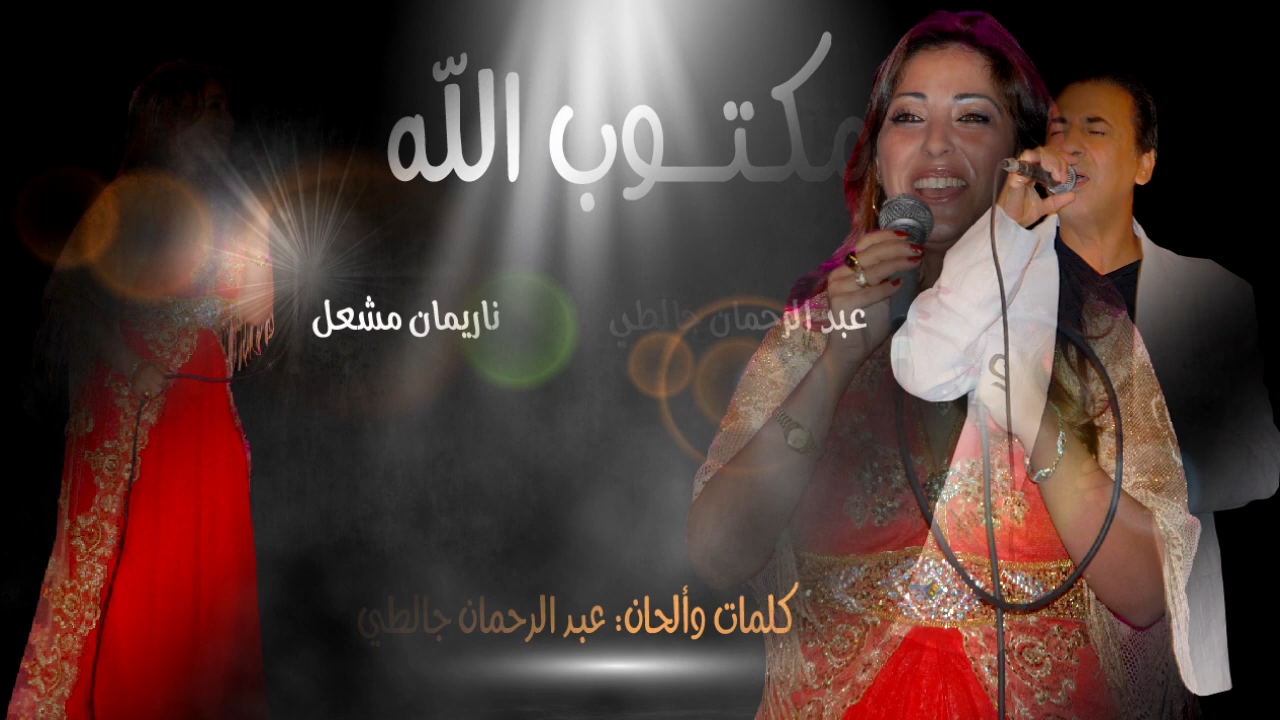 مكتوب الله
عبد الرحمان جالطي
ناريمان مشعل
كلمات وألحان: عبد الرحمان جالطي